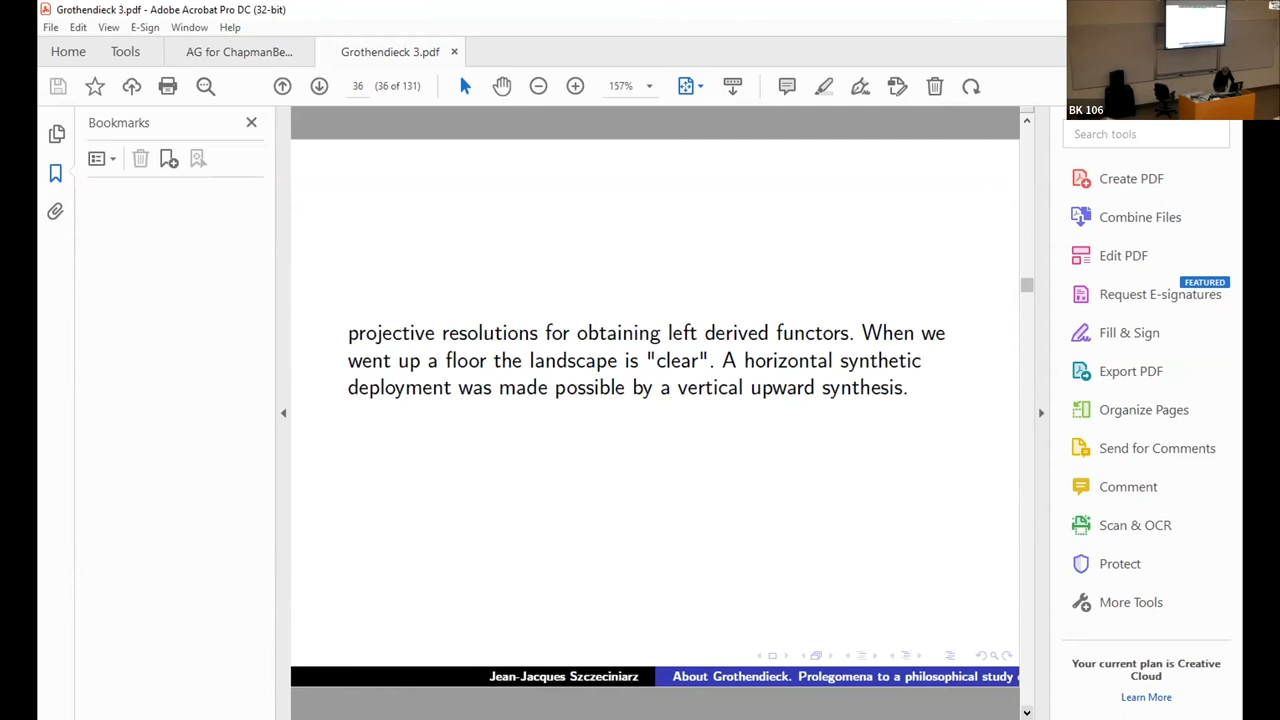 Grothendieck 3.pdf - Adobe Acrobat Pro DC (32-bit)
File Edit View E-Sign Window Help
Home Tools AG for ChapmanBe... Grothendieck 3.pdf ×
36 (36 of 131) 157%
BK 106
Bookmarks
Search tools
Create PDF
Combine Files
Edit PDF
FEATURED
Request E-signatures
Fill & Sign
Export PDF
Organize Pages
Send for Comments
Comment
Scan & OCR
Protect
More Tools
Your current plan is Creative
Cloud
Learn More
projective resolutions for obtaining left derived functors. When we
went up a floor the landscape is "clear". A horizontal synthetic
deployment was made possible by a vertical upward synthesis.
Jean-Jacques Szczeciniarz About Grothendieck. Prolegomena to a philosophical study